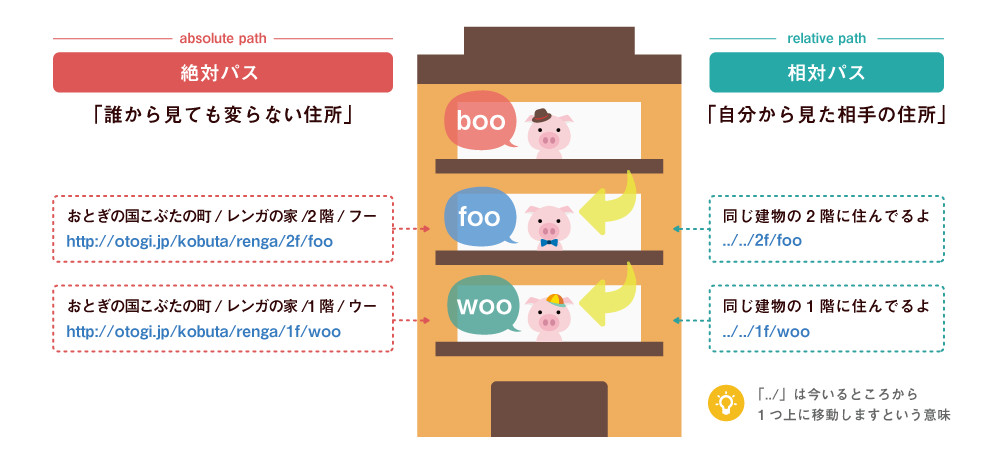 absolute path
絶対パス
「誰から見ても変らない住所」
おとぎの国こぶたの町 / レンガの家 /2 階 / フー
http://otogi.jp/kobuta/renga/2f/foo
おとぎの国こぶたの町 / レンガの家 /1 階 / ウー
http://otogi.jp/kobuta/renga/1f/woo
boo
foo
woo
relative path
相対パス
「自分から見た相手の住所」
同じ建物の 2 階に住んでるよ
../../2f/foo
同じ建物の 1 階に住んでるよ
../../1f/woo
「../」は今いるところから
1 つ上に移動しますという意味